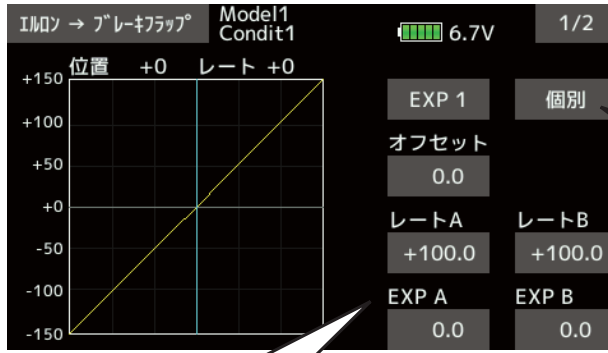 ｴﾙﾛﾝ → ﾌﾞﾚｰｷﾌﾗｯﾌﾟ
Model1
Condit1
6.7V
1/2
位置 +0 レート +0
+150
+100
+50
+0
-50
-100
-150
EXP 1
個別
オフセット
0.0
レートA
レートB
+100.0
+100.0
EXP A
EXP B
0.0
0.0